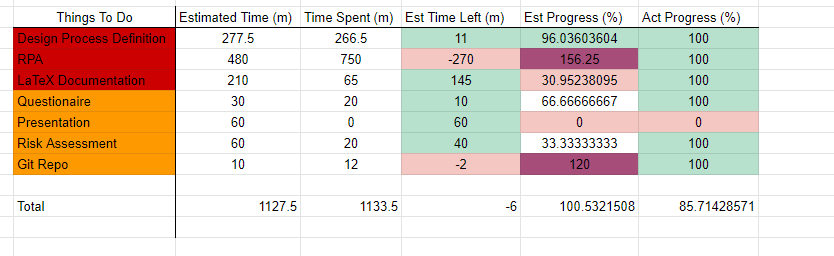 Things To Do Estimated Time (m) Time Spent (m) Est Time Left (m) Est Progress (%) Act Progress (%)
Design Process Definition 277.5 266.5 11 96.03603604 100
RPA 480 750 -270 156.25 100
LaTeX Documentation 210 65 145 30.95238095 100
Questionaire 30 20 10 66.66666667 100
Presentation 60 0 60 0 0
Risk Assessment 60 20 40 33.33333333 100
Git Repo 10 12 -2 120 100
Total 1127.5 1133.5 -6 100.5321508 85.71428571